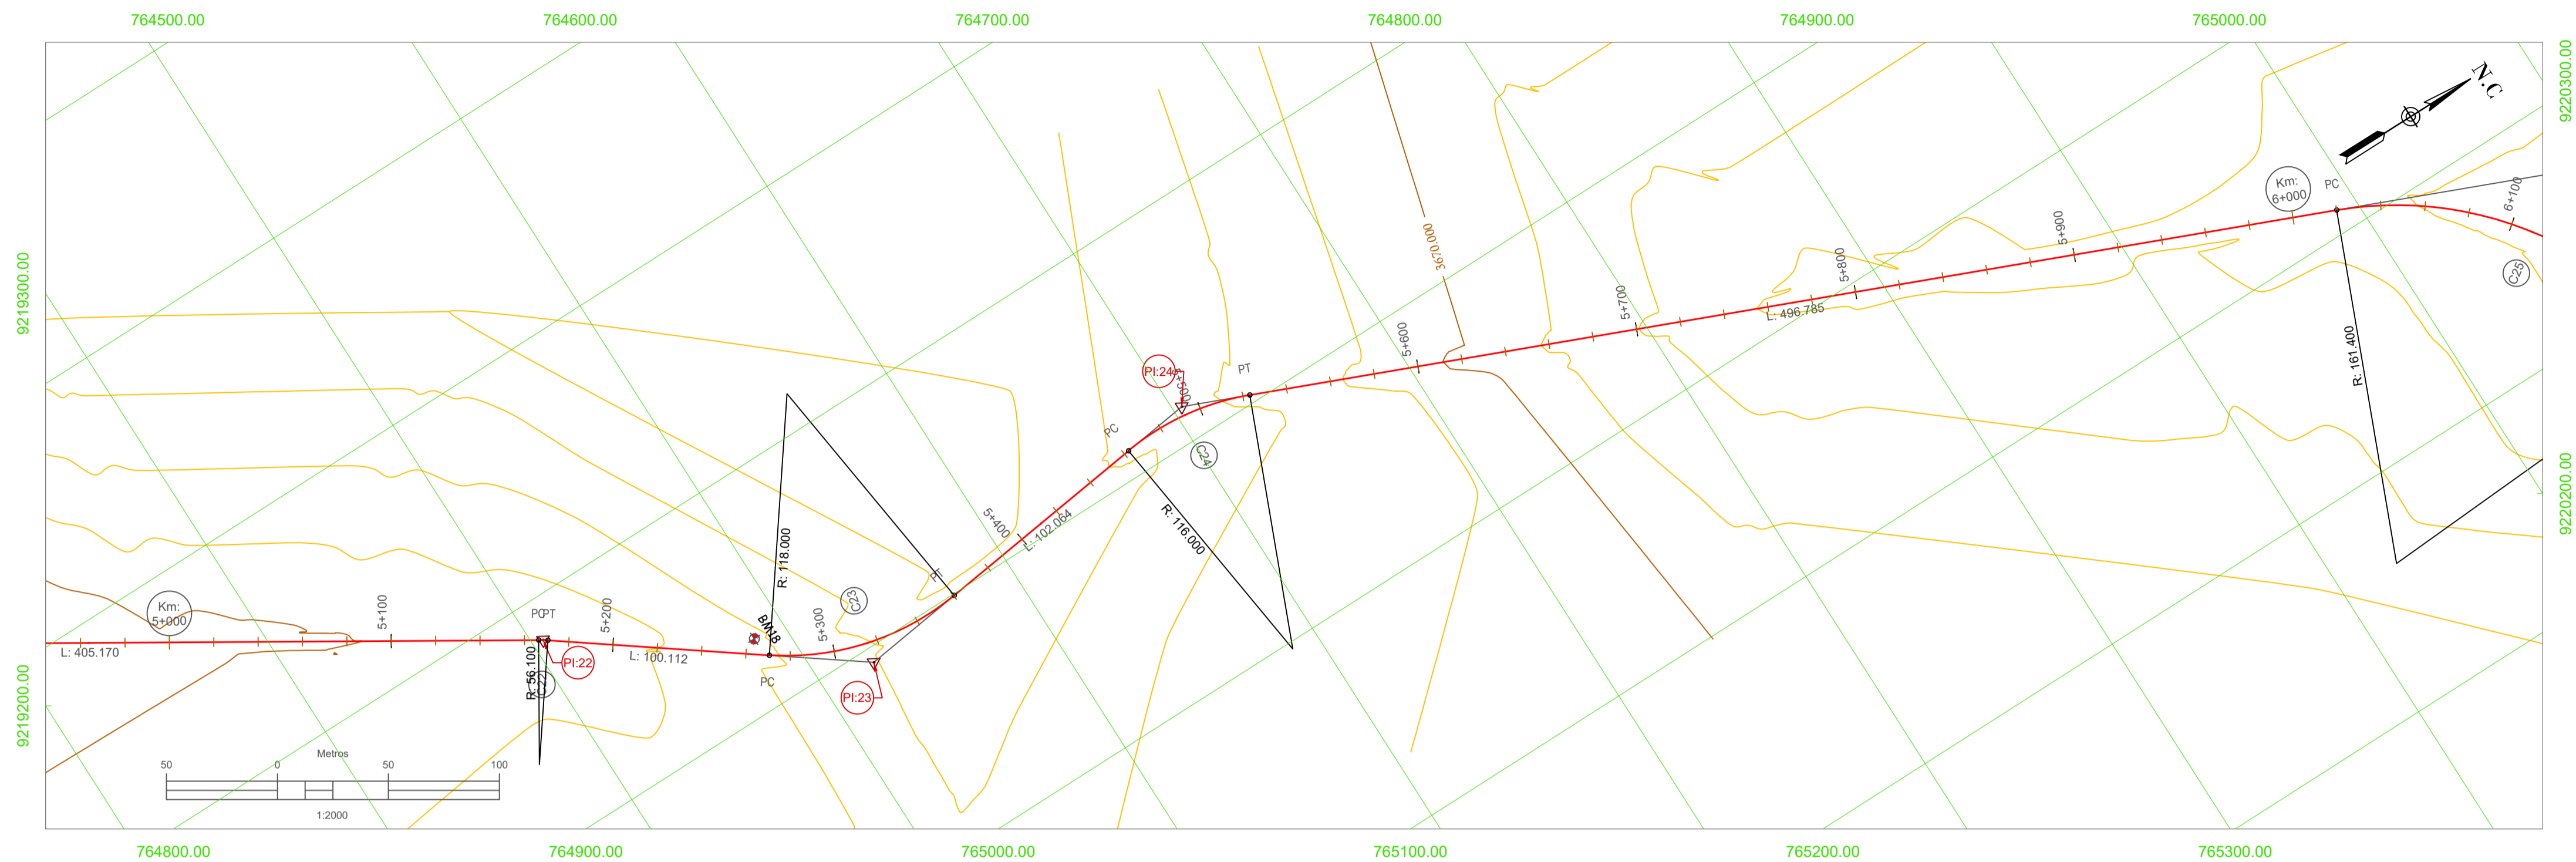 764500.00
764600.00
764700.00
764800.00
764900.00
765000.00
9220300.00
N.C
Km:
6+000
PC
6+100
C25
5+900
5+800
5+700
L: 496.785
3670.000
5+600
R: 161.400
9219300.00
PI:24
5+500
PT
PC
C24
R: 116.000
9220200.00
5+400
L: 102.064
PT
R: 118.000
C23
BM18
5+300
Km:
5+000
5+100
PC
PT
5+200
L: 405.170
PI:22
L: 100.112
R: 56.100
C22
PC
PI:23
9219200.00
Metros
50
0
50
100
1:2000
764800.00
764900.00
765000.00
765100.00
765200.00
765300.00